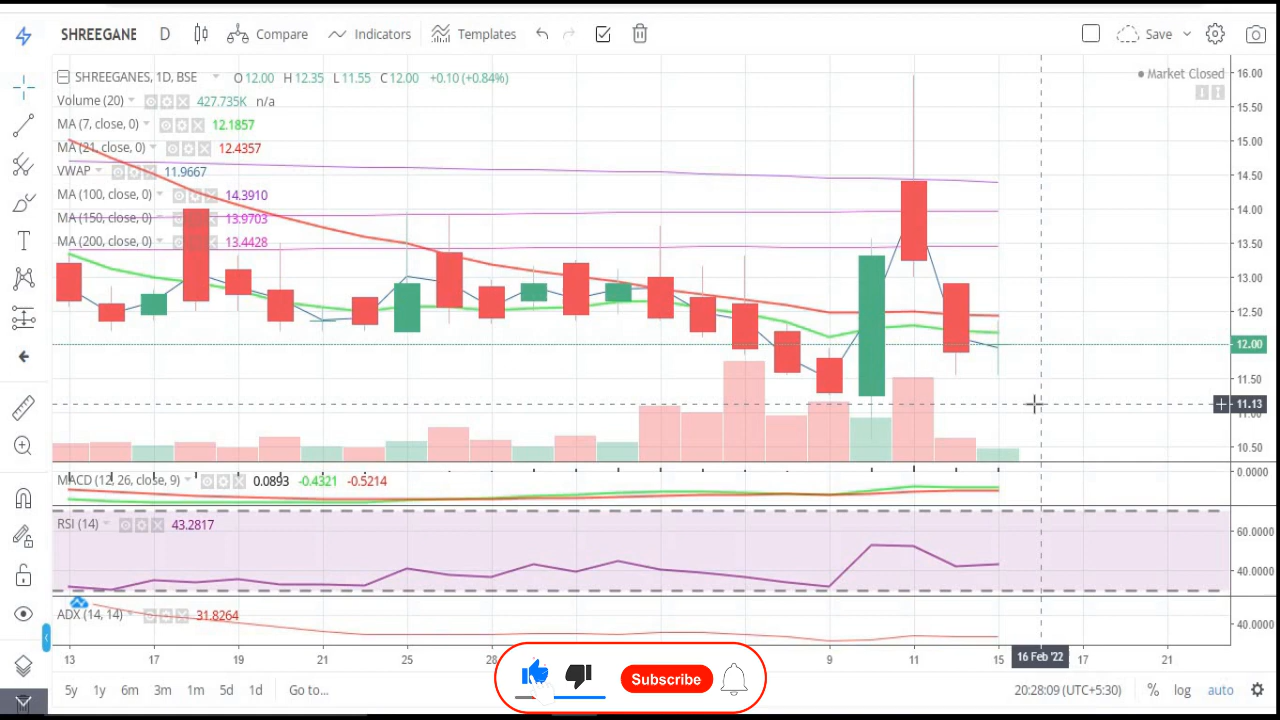 SHREEGANE D Compare Indicators Templates Save
SHREEGANES, 1D, BSE O12.00 H12.35 L11.55 C12.00 +0.10 (+0.84%)
Market Closed
Volume (20) 427.735K n/a
MA (7, close, 0) 12.1857
MA (21, close, 0) 12.4357
VWAP 11.9667
MA (100, close, 0) 14.3910
MA (150, close, 0) 13.9703
MA (200, close, 0) 13.4428
16.00
15.50
15.00
14.50
14.00
13.50
13.00
12.50
12.00
11.50
11.13
11.00
10.50
MACD (12, 26, close, 9) 0.0893 -0.4321 -0.5214
0.0000
RSI (14) 43.2817
60.0000
40.0000
ADX (14, 14) 31.8264
40.0000
13 17 19 21 25 28 9 11 15 16 Feb '22 17 21
5y 1y 6m 3m 1m 5d 1d Go to... 20:28:09 (UTC+5:30) % log auto
Subscribe